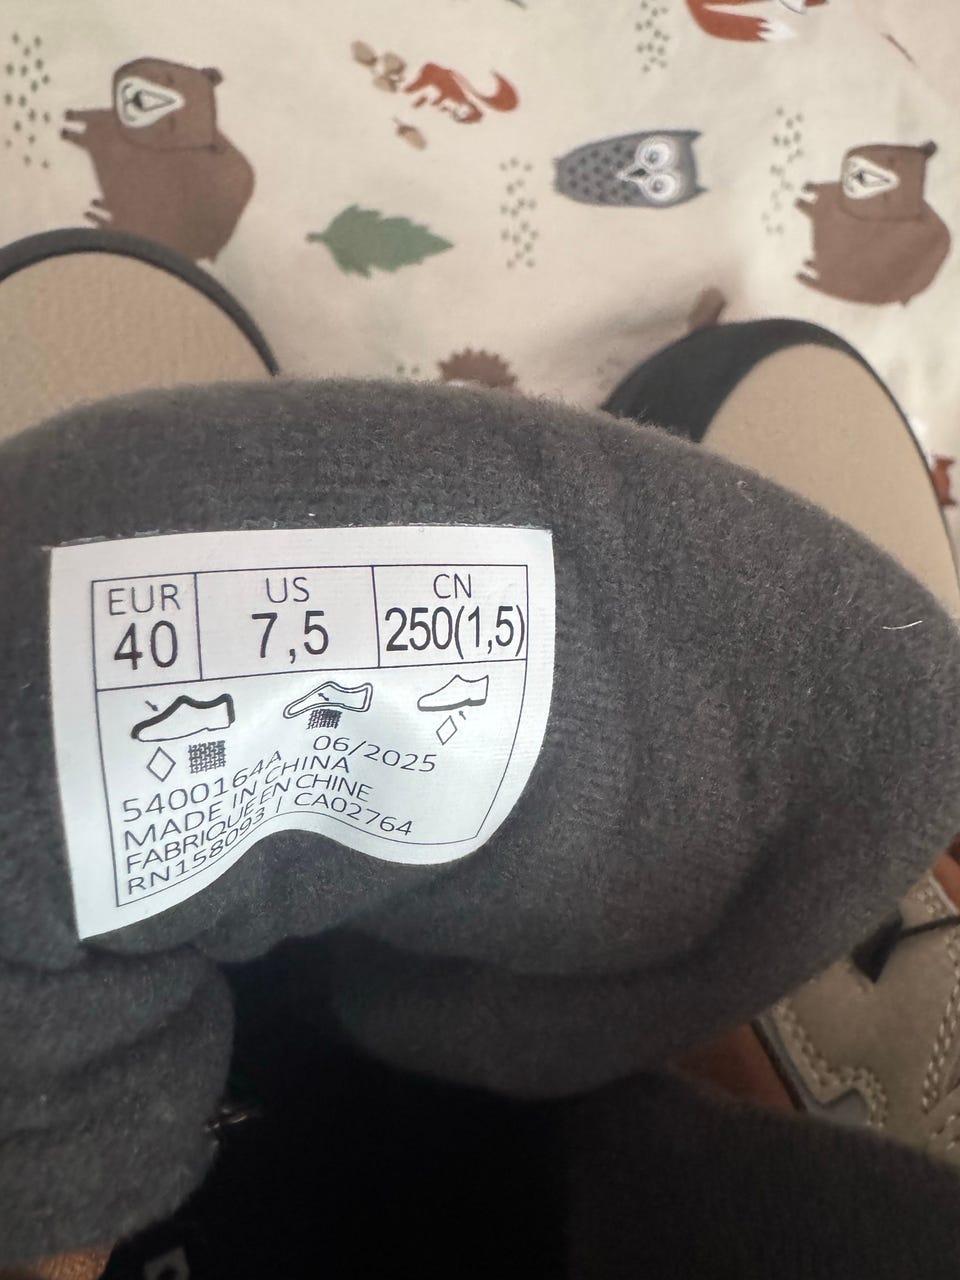 EUR US CN
40 7,5 250(1,5)
06/2025
5400164A
MADE IN CHINA
FABRIQUE EN CHINE
RN158093 / CA02764